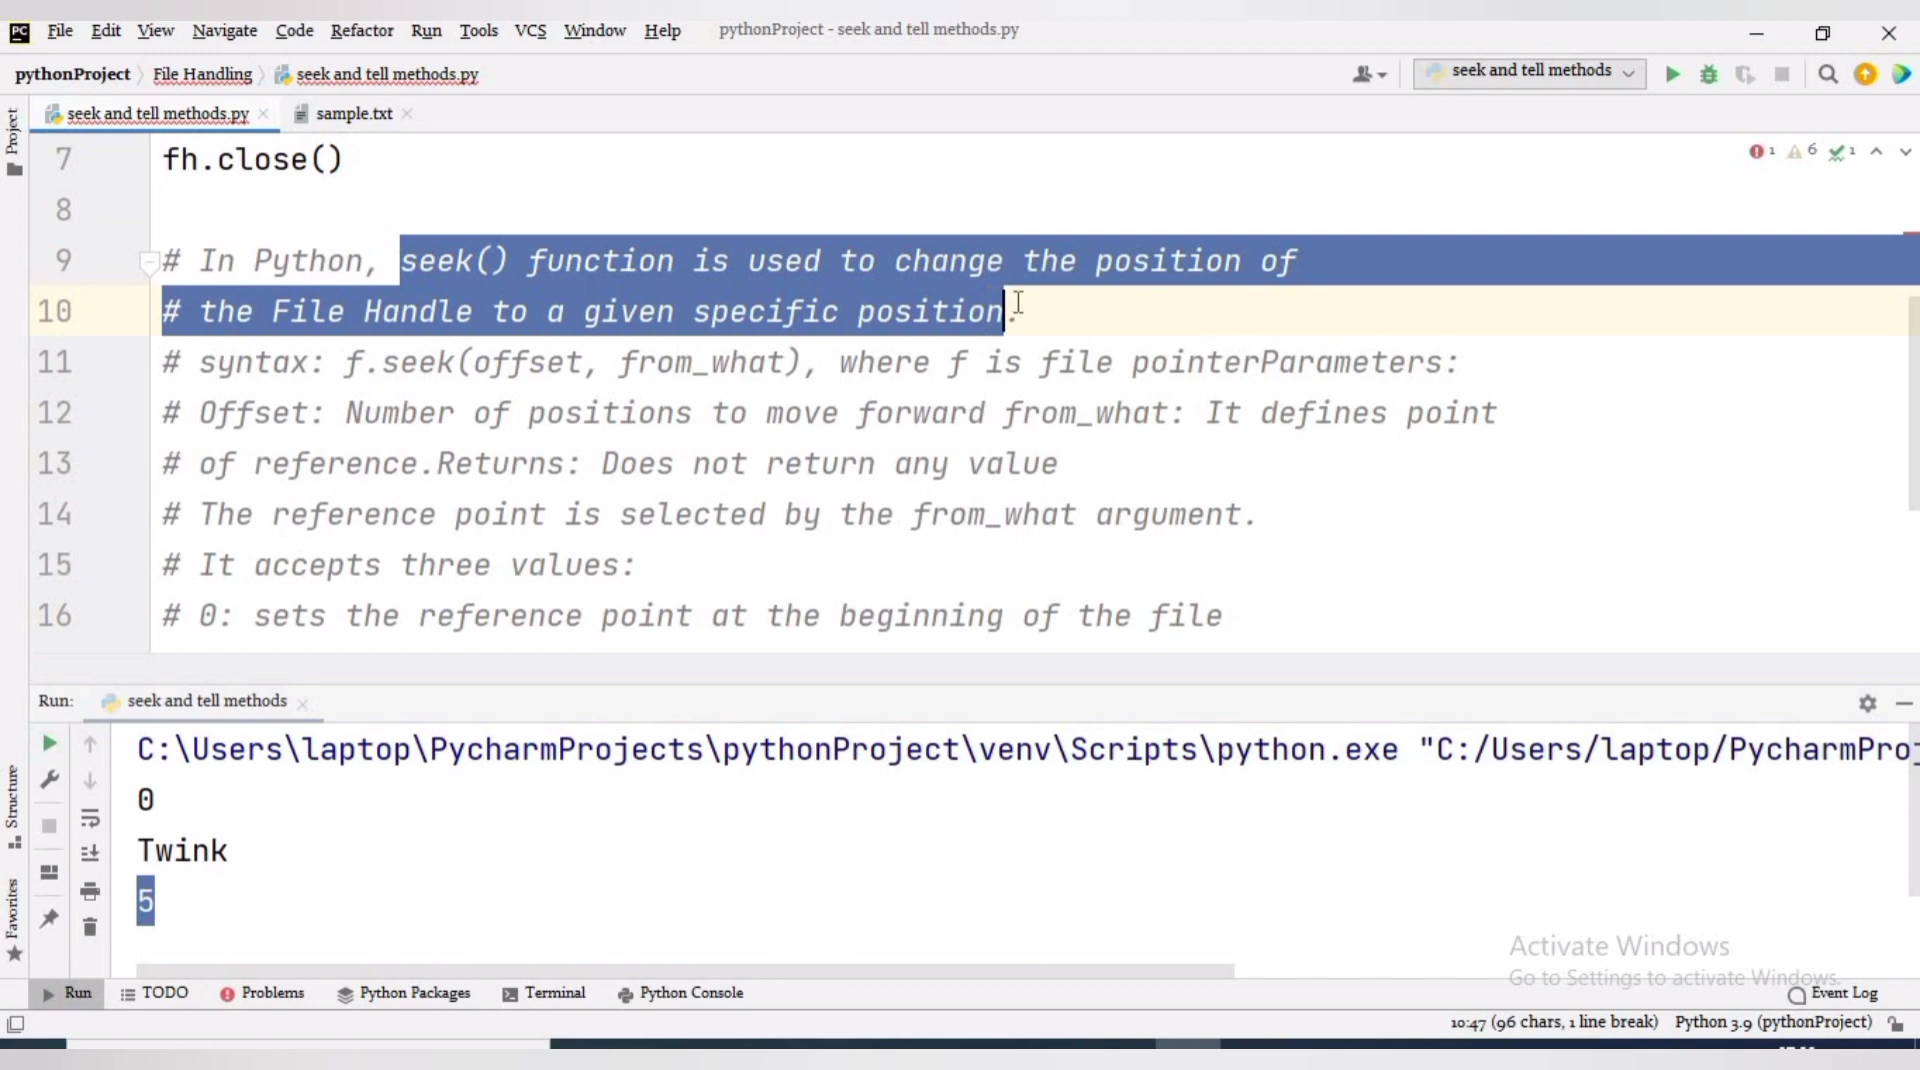 PC File Edit View Navigate Code Refactor Run Tools VCS Window Help pythonProject - seek and tell methods.py
pythonProject File Handling seek and tell methods.py seek and tell methods
seek and tell methods.py sample.txt
Project
7 fh.close() 1 6 1
8
9 # In Python, seek() function is used to change the position of
10 # the File Handle to a given specific position.
11 # syntax: f.seek(offset, from_what), where f is file pointerParameters:
12 # Offset: Number of positions to move forward from_what: It defines point
13 # of reference.Returns: Does not return any value
14 # The reference point is selected by the from_what argument.
15 # It accepts three values:
16 # 0: sets the reference point at the beginning of the file
Run: seek and tell methods
C:\Users\laptop\PycharmProjects\pythonProject\venv\Scripts\python.exe "C:/Users/laptop/PycharmProj
0
Twink
5
Structure
Favorites
Activate Windows
Go to Settings to activate Windows.
Run TODO Problems Python Packages Terminal Python Console Event Log
10:47 (96 chars, 1 line break) Python 3.9 (pythonProject)